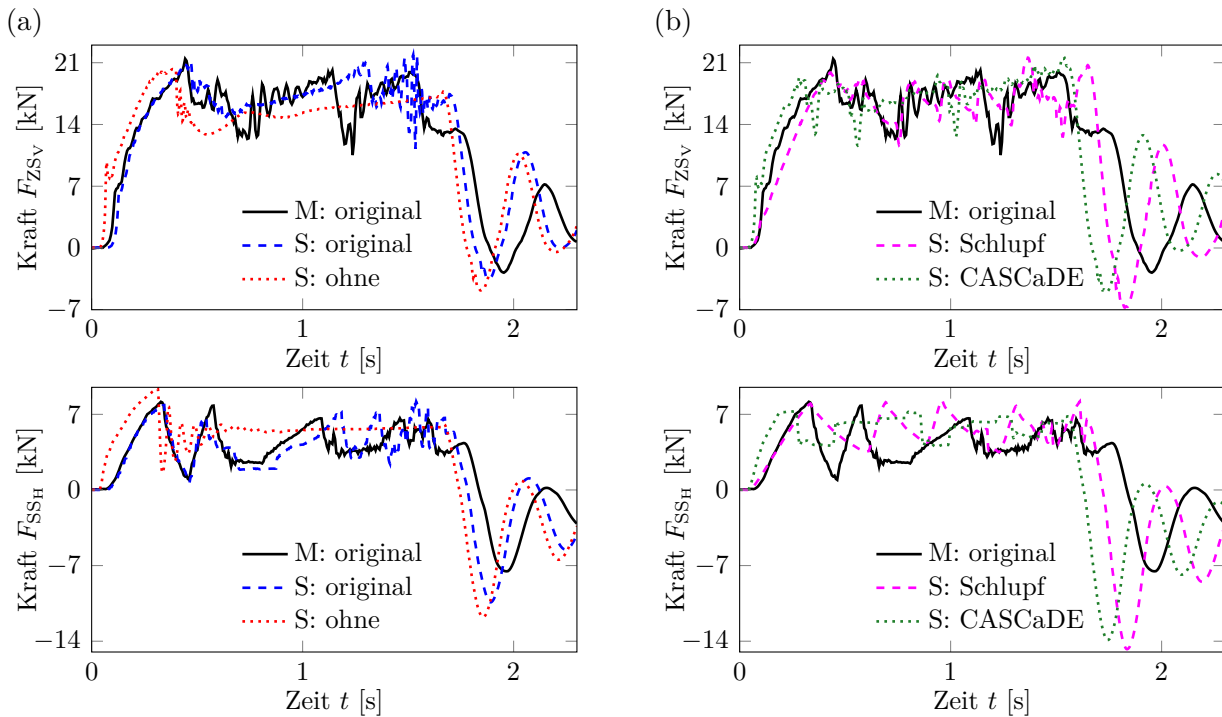 (a)
21
14
7
0
−7
Kraft F_ZS_V [kN]
M: original
S: original
S: ohne
0
1
2
Zeit t [s]
7
0
−7
−14
Kraft F_SS_H [kN]
M: original
S: original
S: ohne
0
1
2
Zeit t [s]
(b)
21
14
7
0
−7
Kraft F_ZS_V [kN]
M: original
S: Schlupf
S: CASCaDE
0
1
2
Zeit t [s]
7
0
−7
−14
Kraft F_SS_H [kN]
M: original
S: Schlupf
S: CASCaDE
0
1
2
Zeit t [s]